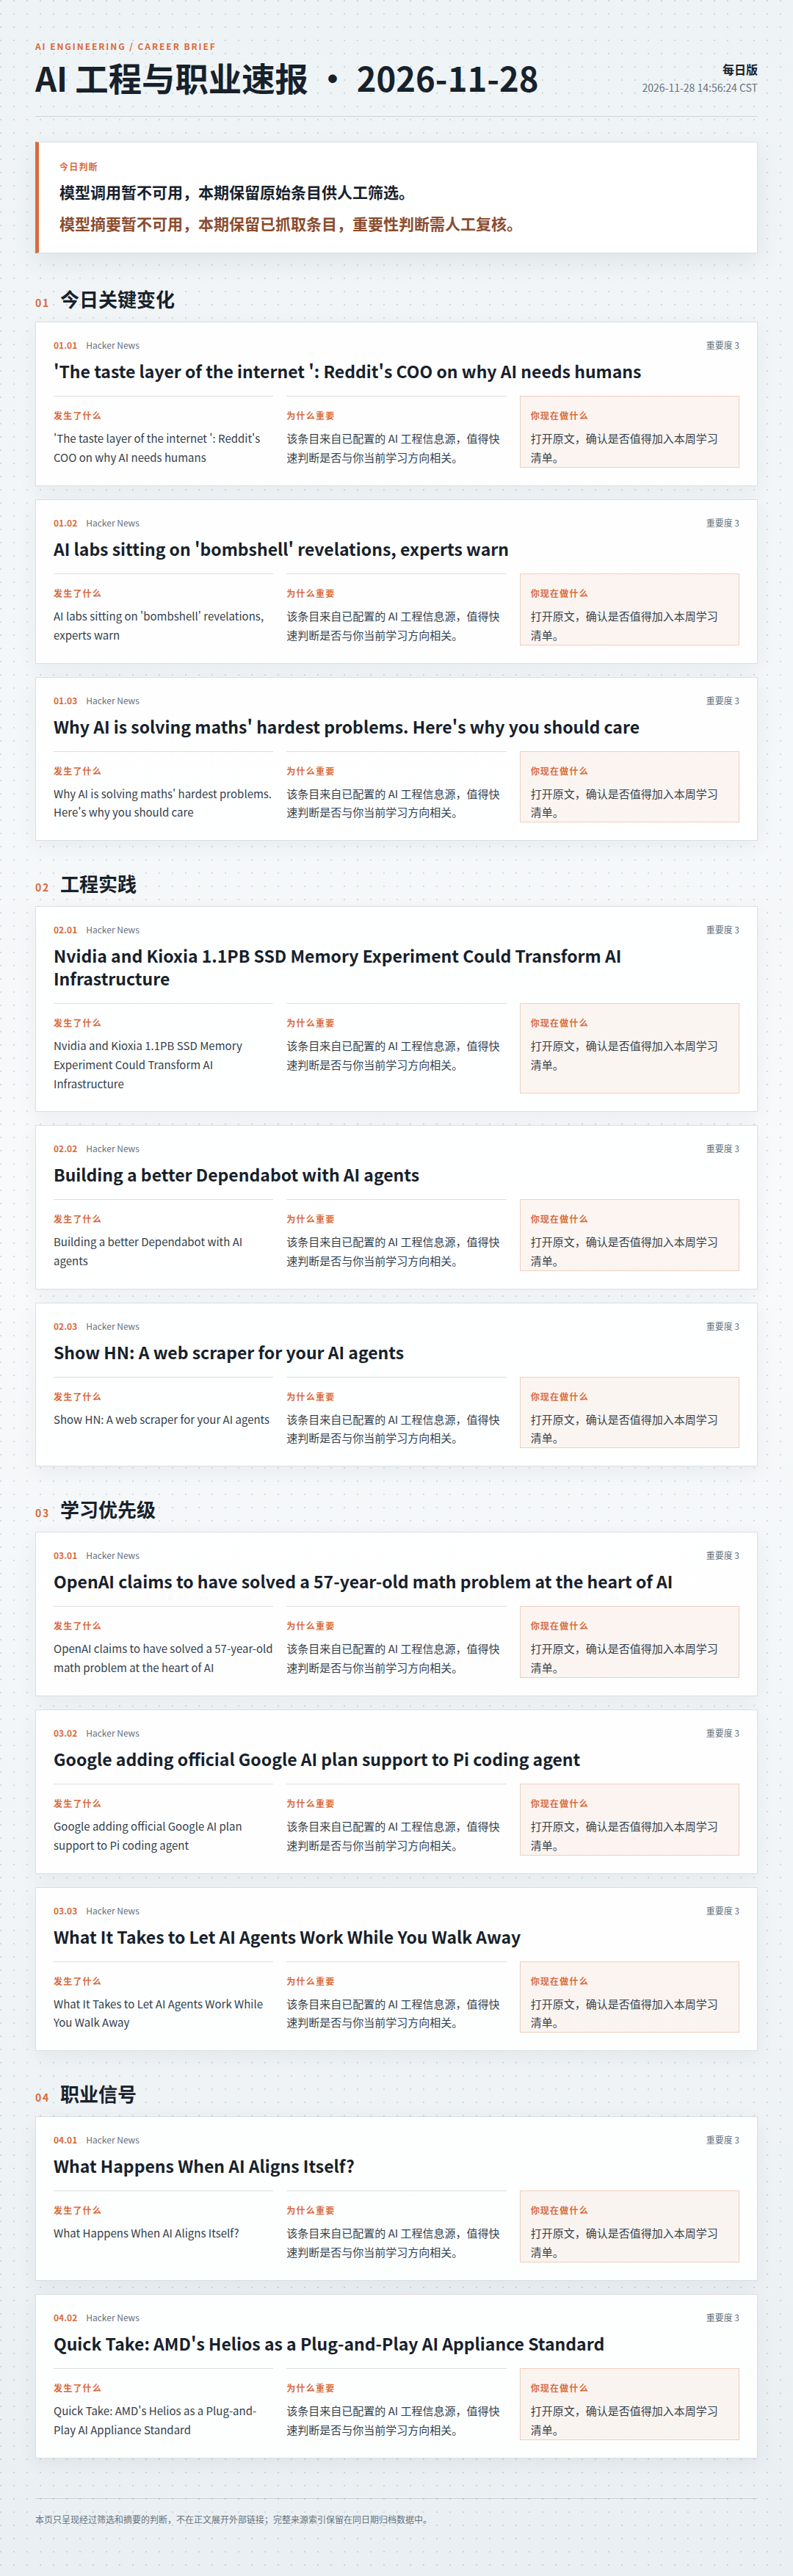 AI ENGINEERING / CAREER BRIEF
AI 工程与职业速报 · 2026-11-28
每日版
2026-11-28 14:56:24 CST
今日判断
模型调用暂不可用，本期保留原始条目供人工筛选。
模型摘要暂不可用，本期保留已抓取条目，重要性判断需人工复核。
01 今日关键变化
01.01 Hacker News
重要度 3
'The taste layer of the internet ': Reddit's COO on why AI needs humans
发生了什么
'The taste layer of the internet ': Reddit's
COO on why AI needs humans
为什么重要
该条目来自已配置的 AI 工程信息源，值得快
速判断是否与你当前学习方向相关。
你现在做什么
打开原文，确认是否值得加入本周学习
清单。
01.02 Hacker News
重要度 3
AI labs sitting on 'bombshell' revelations, experts warn
发生了什么
AI labs sitting on 'bombshell' revelations,
experts warn
为什么重要
该条目来自已配置的 AI 工程信息源，值得快
速判断是否与你当前学习方向相关。
你现在做什么
打开原文，确认是否值得加入本周学习
清单。
01.03 Hacker News
重要度 3
Why AI is solving maths' hardest problems. Here's why you should care
发生了什么
Why AI is solving maths' hardest problems.
Here's why you should care
为什么重要
该条目来自已配置的 AI 工程信息源，值得快
速判断是否与你当前学习方向相关。
你现在做什么
打开原文，确认是否值得加入本周学习
清单。
02 工程实践
02.01 Hacker News
重要度 3
Nvidia and Kioxia 1.1PB SSD Memory Experiment Could Transform AI
Infrastructure
发生了什么
Nvidia and Kioxia 1.1PB SSD Memory
Experiment Could Transform AI
Infrastructure
为什么重要
该条目来自已配置的 AI 工程信息源，值得快
速判断是否与你当前学习方向相关。
你现在做什么
打开原文，确认是否值得加入本周学习
清单。
02.02 Hacker News
重要度 3
Building a better Dependabot with AI agents
发生了什么
Building a better Dependabot with AI
agents
为什么重要
该条目来自已配置的 AI 工程信息源，值得快
速判断是否与你当前学习方向相关。
你现在做什么
打开原文，确认是否值得加入本周学习
清单。
02.03 Hacker News
重要度 3
Show HN: A web scraper for your AI agents
发生了什么
Show HN: A web scraper for your AI agents
为什么重要
该条目来自已配置的 AI 工程信息源，值得快
速判断是否与你当前学习方向相关。
你现在做什么
打开原文，确认是否值得加入本周学习
清单。
03 学习优先级
03.01 Hacker News
重要度 3
OpenAI claims to have solved a 57-year-old math problem at the heart of AI
发生了什么
OpenAI claims to have solved a 57-year-old
math problem at the heart of AI
为什么重要
该条目来自已配置的 AI 工程信息源，值得快
速判断是否与你当前学习方向相关。
你现在做什么
打开原文，确认是否值得加入本周学习
清单。
03.02 Hacker News
重要度 3
Google adding official Google AI plan support to Pi coding agent
发生了什么
Google adding official Google AI plan
support to Pi coding agent
为什么重要
该条目来自已配置的 AI 工程信息源，值得快
速判断是否与你当前学习方向相关。
你现在做什么
打开原文，确认是否值得加入本周学习
清单。
03.03 Hacker News
重要度 3
What It Takes to Let AI Agents Work While You Walk Away
发生了什么
What It Takes to Let AI Agents Work While
You Walk Away
为什么重要
该条目来自已配置的 AI 工程信息源，值得快
速判断是否与你当前学习方向相关。
你现在做什么
打开原文，确认是否值得加入本周学习
清单。
04 职业信号
04.01 Hacker News
重要度 3
What Happens When AI Aligns Itself?
发生了什么
What Happens When AI Aligns Itself?
为什么重要
该条目来自已配置的 AI 工程信息源，值得快
速判断是否与你当前学习方向相关。
你现在做什么
打开原文，确认是否值得加入本周学习
清单。
04.02 Hacker News
重要度 3
Quick Take: AMD's Helios as a Plug-and-Play AI Appliance Standard
发生了什么
Quick Take: AMD's Helios as a Plug-and-
Play AI Appliance Standard
为什么重要
该条目来自已配置的 AI 工程信息源，值得快
速判断是否与你当前学习方向相关。
你现在做什么
打开原文，确认是否值得加入本周学习
清单。
本页只呈现经过筛选和摘要的判断，不在正文展开外部链接；完整来源索引保留在同日期归档数据中。